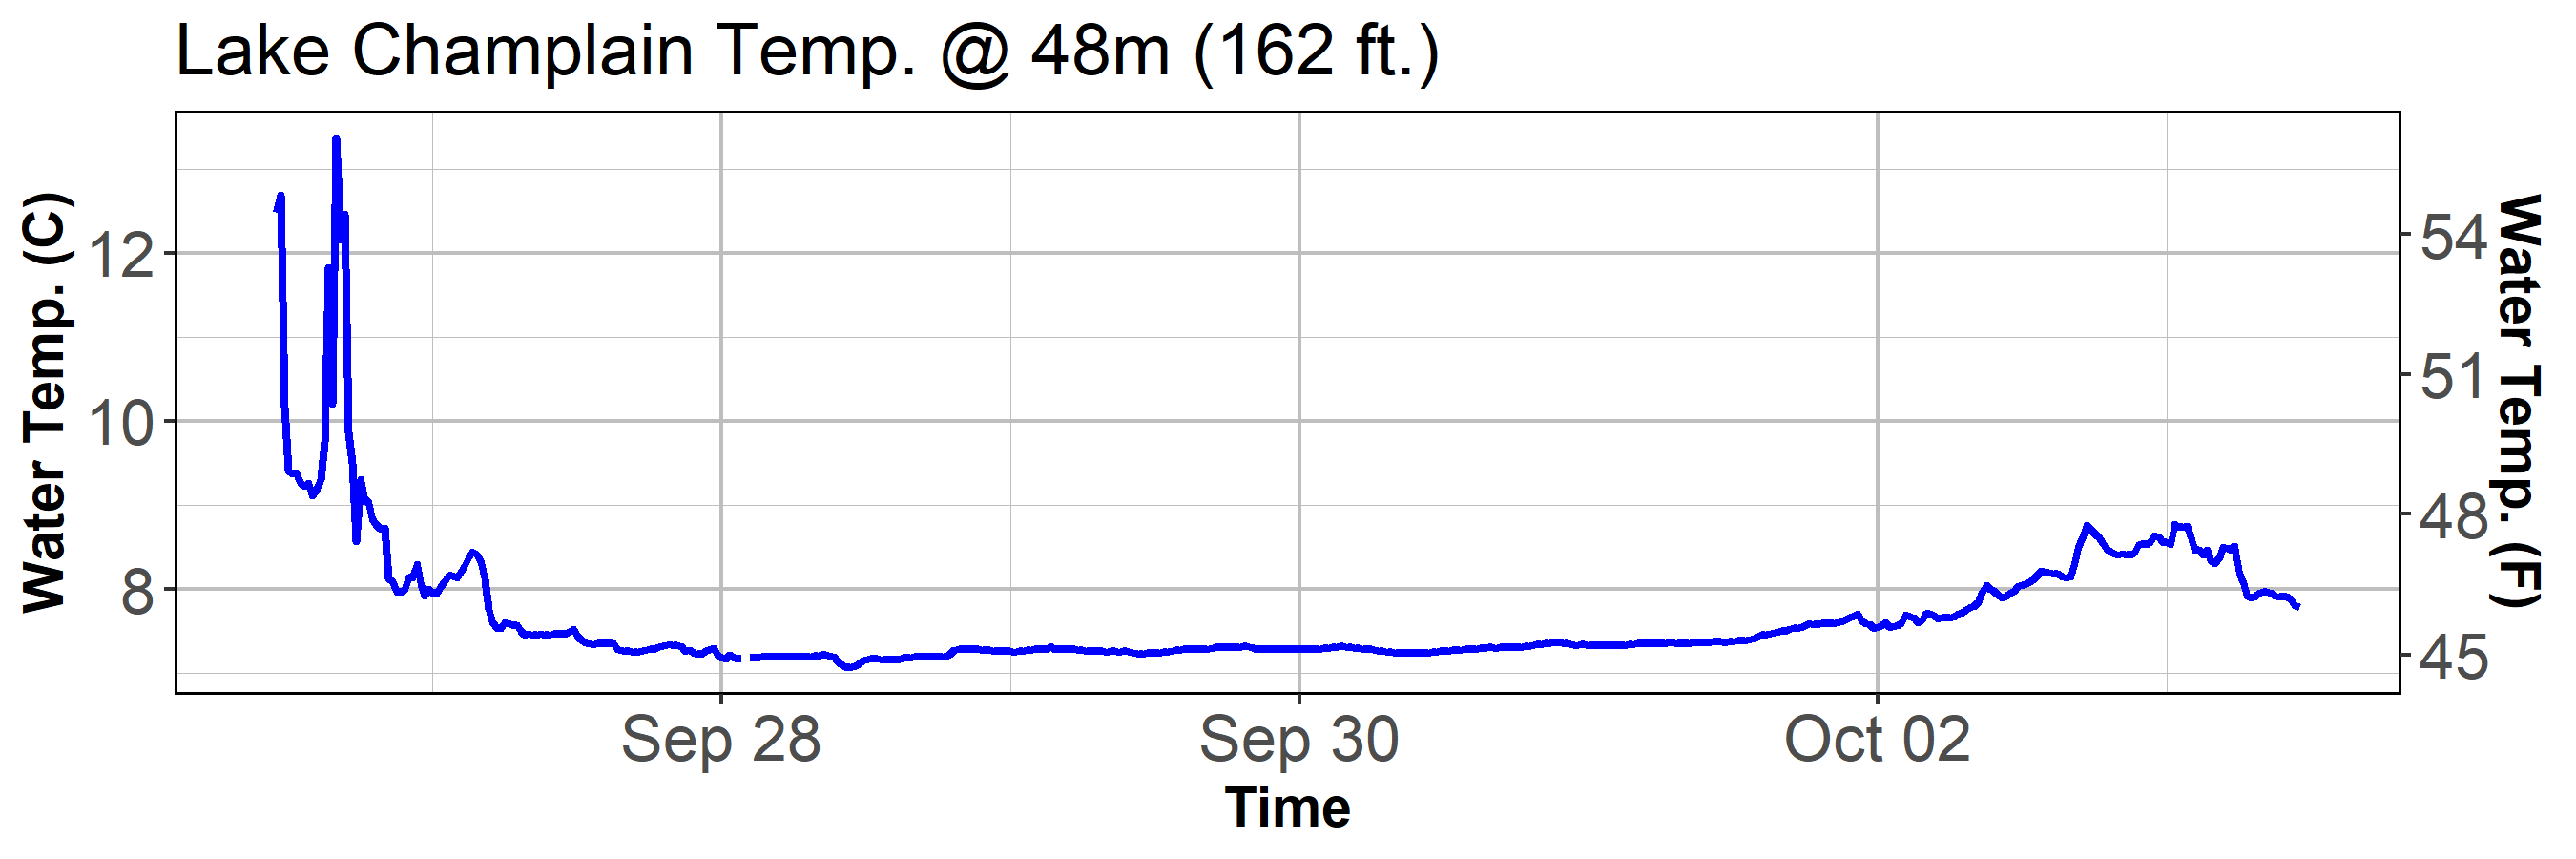 Lake Champlain Temp. @ 48m (162 ft.)
Water Temp. (C)
12
10
8
54
51
48
45
Water Temp. (F)
Sep 28 Sep 30 Oct 02
Time